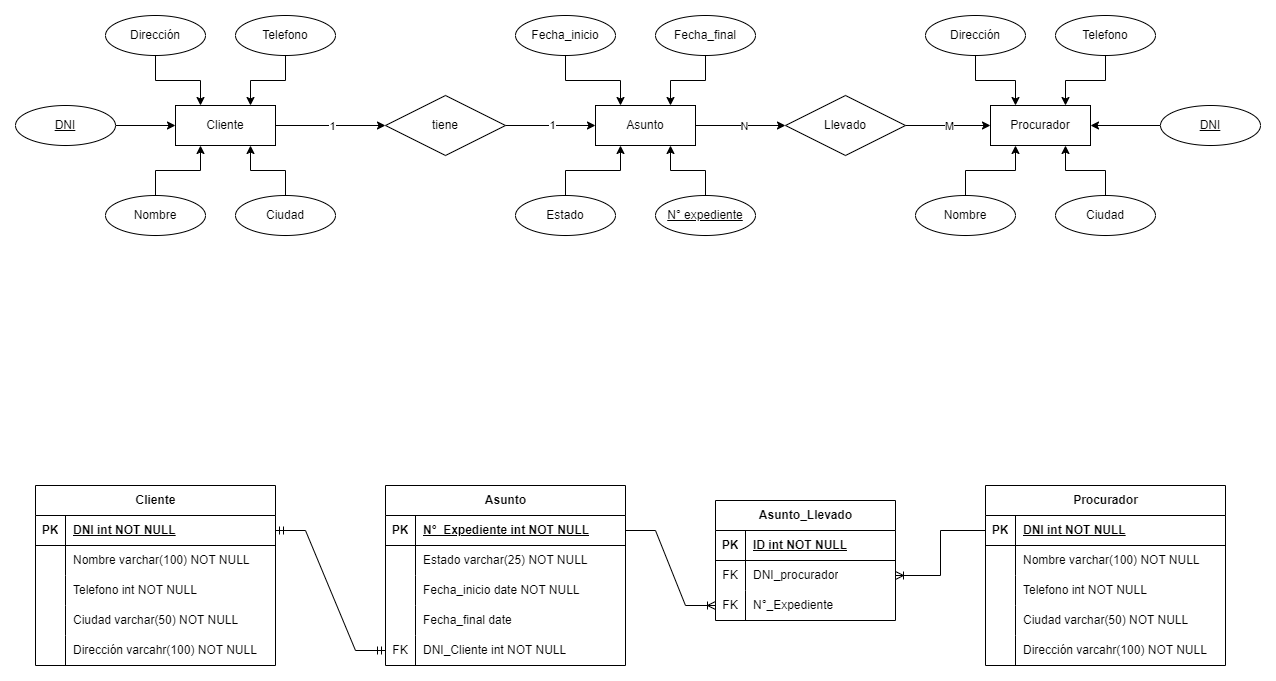 Dirección
Telefono
Fecha_inicio
Fecha_final
Dirección
Telefono
DNI
Cliente
1
tiene
1
Asunto
N
Llevado
M
Procurador
DNI
Nombre
Ciudad
Estado
N° expediente
Nombre
Ciudad
Cliente
PK DNI int NOT NULL
Nombre varchar(100) NOT NULL
Telefono int NOT NULL
Ciudad varchar(50) NOT NULL
Dirección varcahr(100) NOT NULL
Asunto
PK N°_Expediente int NOT NULL
Estado varchar(25) NOT NULL
Fecha_inicio date NOT NULL
Fecha_final date
FK DNI_Cliente int NOT NULL
Asunto_Llevado
PK ID int NOT NULL
FK DNI_procurador
FK N°_Expediente
Procurador
PK DNI int NOT NULL
Nombre varchar(100) NOT NULL
Telefono int NOT NULL
Ciudad varchar(50) NOT NULL
Dirección varcahr(100) NOT NULL